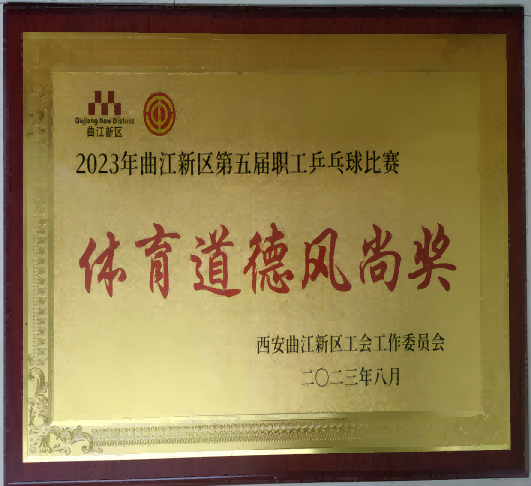 Qujiang New District
曲江新区
2023年曲江新区第五届职工乒乓球比赛
体育道德风尚奖
西安曲江新区工会工作委员会
二〇二三年八月